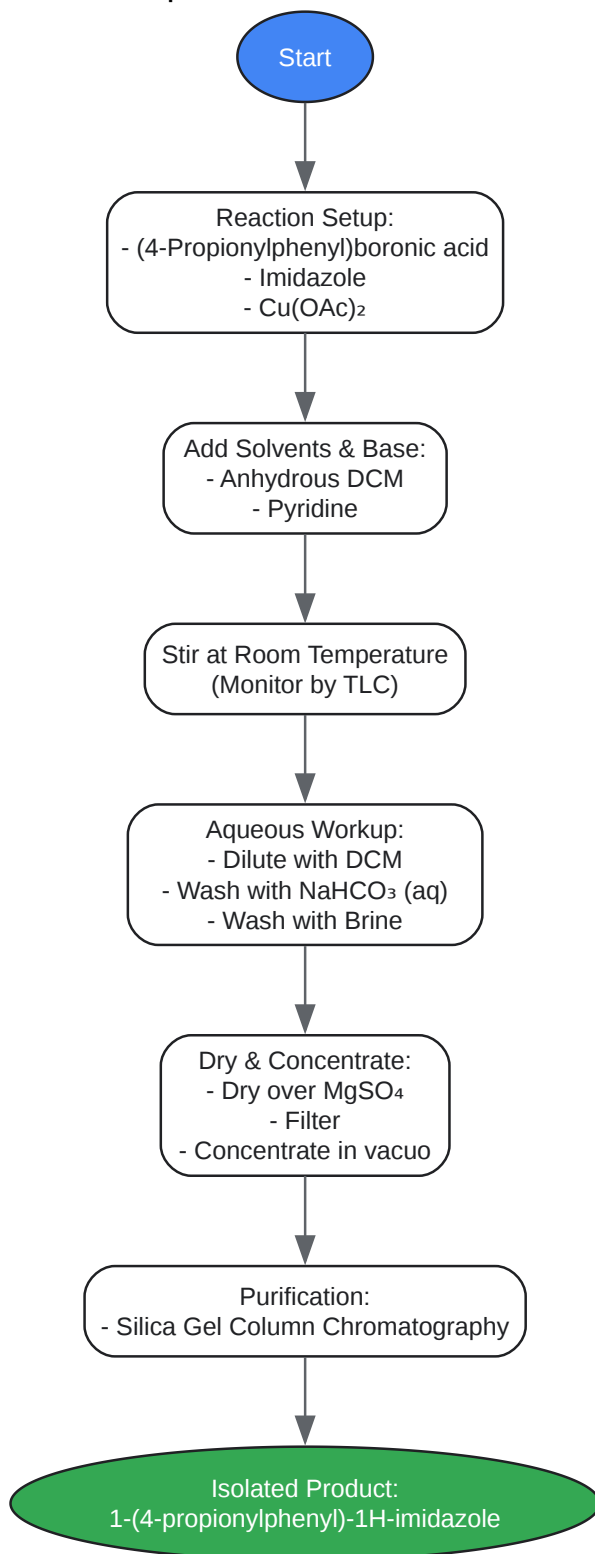 Start
Reaction Setup:
- (4-Propionylphenyl)boronic acid
- Imidazole
- Cu(OAc)₂
Add Solvents & Base:
- Anhydrous DCM
- Pyridine
Stir at Room Temperature
(Monitor by TLC)
Aqueous Workup:
- Dilute with DCM
- Wash with NaHCO₃ (aq)
- Wash with Brine
Dry & Concentrate:
- Dry over MgSO₄
- Filter
- Concentrate in vacuo
Purification:
- Silica Gel Column Chromatography
Isolated Product:
1-(4-propionylphenyl)-1H-imidazole